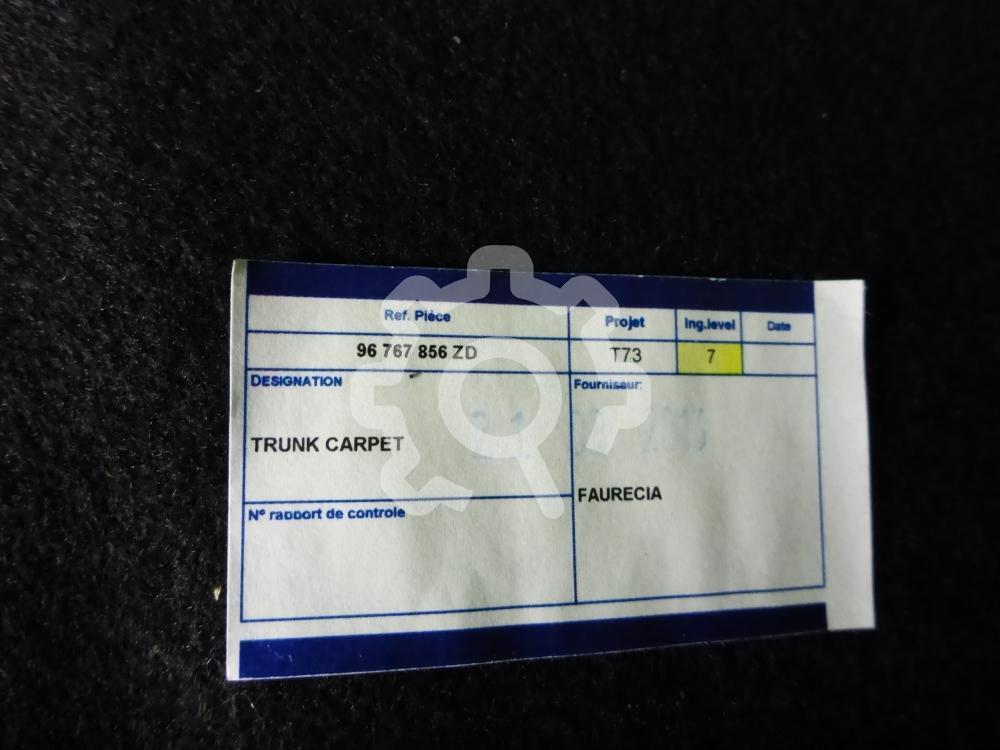 Ref. Pièce
Projet
Ing.level
Date
96 767 856 ZD
T73
7
DESIGNATION
Fournisseur:
TRUNK CARPET
FAURECIA
N° rapport de controle